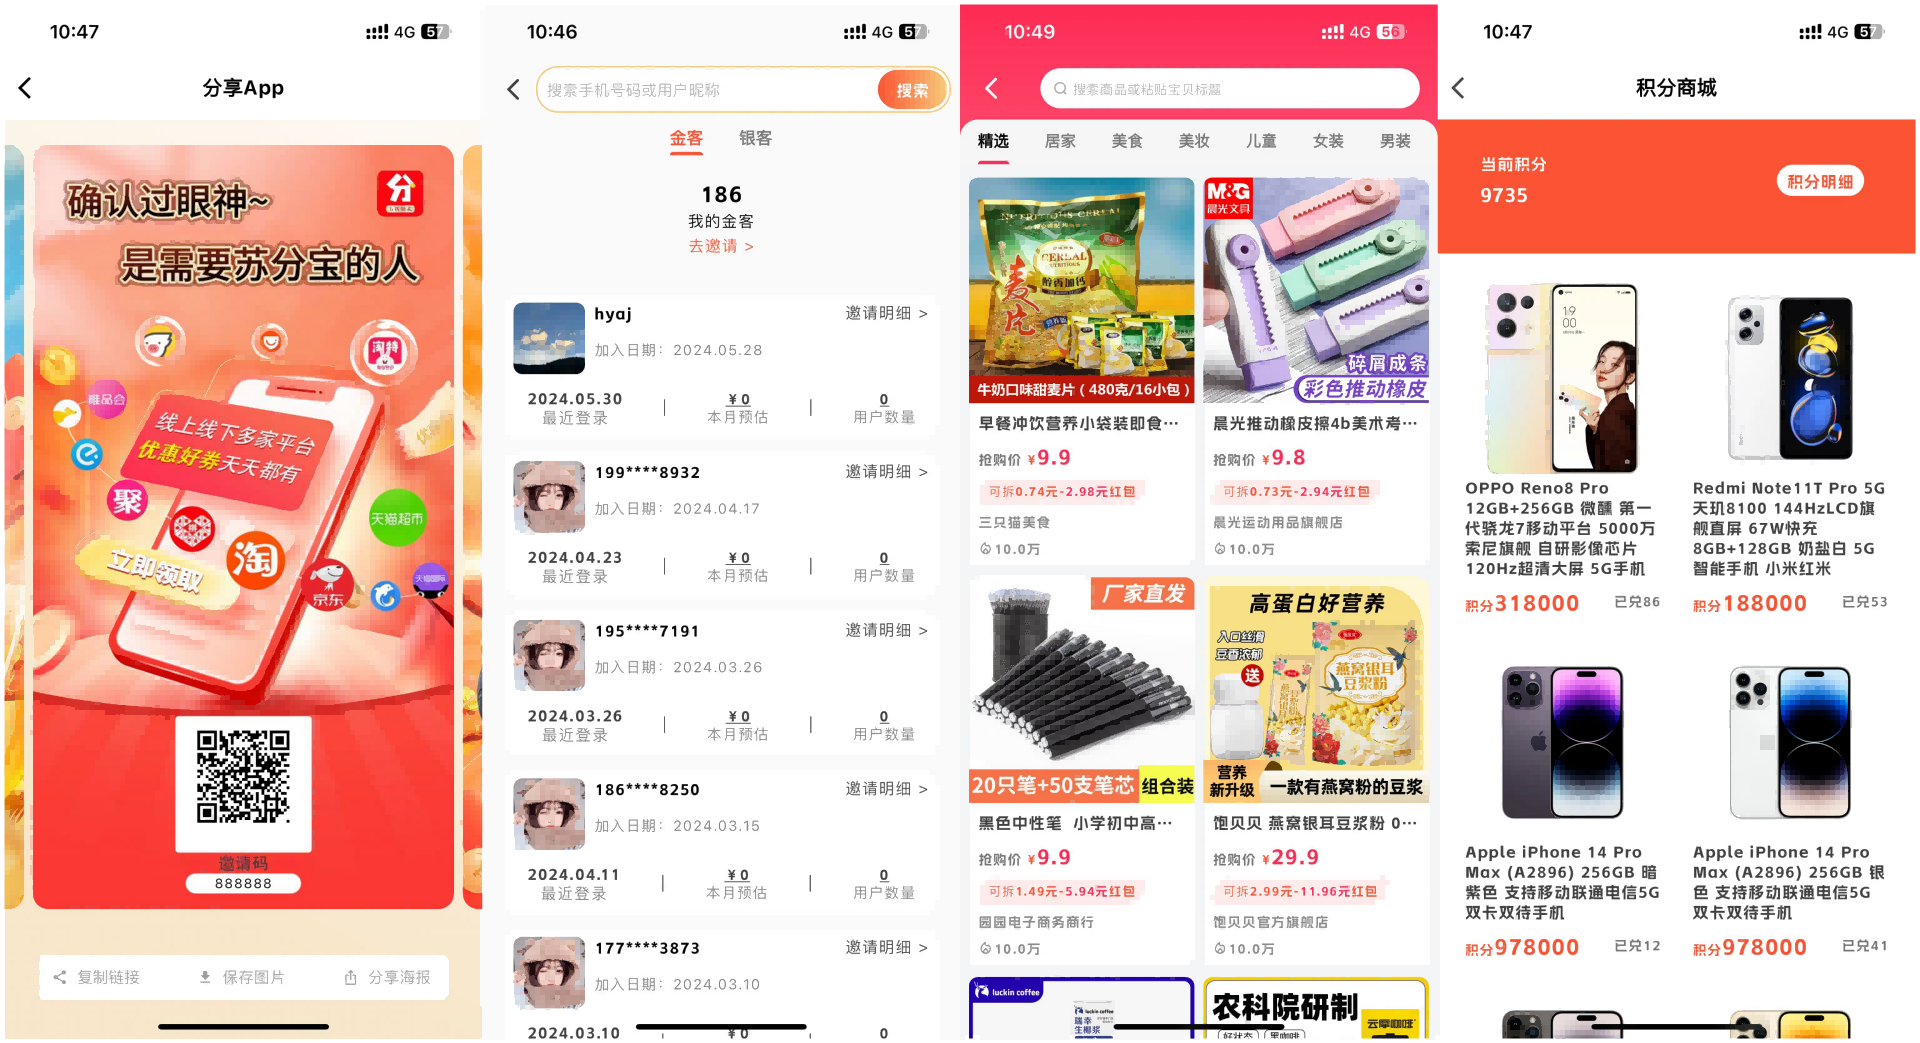 10:47
4G 57
分享App
确认过眼神~
分
是需要苏分宝的人
淘特
唯品会
线上线下多家平台
优惠好券天天都有
聚
天猫超市
淘
立即领取
京东
天猫国际
邀请码
888888
复制链接
保存图片
分享海报
10:46
4G 57
搜索手机号码或用户昵称
搜索
金客
银客
186
我的金客
去邀请 >
hyaj
邀请明细 >
加入日期：2024.05.28
2024.05.30
¥0
0
最近登录
本月预估
用户数量
199****8932
邀请明细 >
加入日期：2024.04.17
2024.04.23
¥0
0
最近登录
本月预估
用户数量
195****7191
邀请明细 >
加入日期：2024.03.26
2024.03.26
¥0
0
最近登录
本月预估
用户数量
186****8250
邀请明细 >
加入日期：2024.03.15
2024.04.11
¥0
0
最近登录
本月预估
用户数量
177****3873
邀请明细 >
加入日期：2024.03.10
2024.03.10
¥0
0
10:49
4G 56
搜索商品或粘贴宝贝标题
精选
居家
美食
美妆
儿童
女装
男装
NUTRITIOUS CEREAL
CEREAL
醇香加钙
麦片
牛奶口味甜麦片（480克/16小包）
早餐冲饮营养小袋装即食…
抢购价 ¥9.9
可拆0.74元-2.98元红包
三只猫美食
10.0万
M&G
晨光文具
碎屑成条
彩色推动橡皮
晨光推动橡皮擦4b美术考…
抢购价 ¥9.8
可拆0.73元-2.94元红包
晨光运动用品旗舰店
10.0万
厂家直发
20只笔+50支笔芯
组合装
黑色中性笔 小学初中高…
抢购价 ¥9.9
可拆1.49元-5.94元红包
园园电子商务商行
10.0万
高蛋白好营养
入口丝滑
豆香浓郁
送
燕窝银耳
豆浆粉
营养
新升级
一款有燕窝粉的豆浆
饱贝贝 燕窝银耳豆浆粉 0…
抢购价 ¥29.9
可拆2.99元-11.96元红包
饱贝贝官方旗舰店
10.0万
luckin coffee
luckin coffee
瑞幸
生椰浆
农科院研制
好状态
黑咖啡
云摩咖啡
10:47
4G 57
积分商城
当前积分
9735
积分明细
19
00
OPPO Reno8 Pro
12GB+256GB 微醺 第一
代骁龙7移动平台 5000万
索尼旗舰 自研影像芯片
120Hz超清大屏 5G手机
积分318000
已兑86
Redmi Note11T Pro 5G
天玑8100 144HzLCD旗
舰直屏 67W快充
8GB+128GB 奶盐白 5G
智能手机 小米红米
积分188000
已兑53
Apple iPhone 14 Pro
Max (A2896) 256GB 暗
紫色 支持移动联通电信5G
双卡双待手机
积分978000
已兑12
Apple iPhone 14 Pro
Max (A2896) 256GB 银
色 支持移动联通电信5G
双卡双待手机
积分978000
已兑41